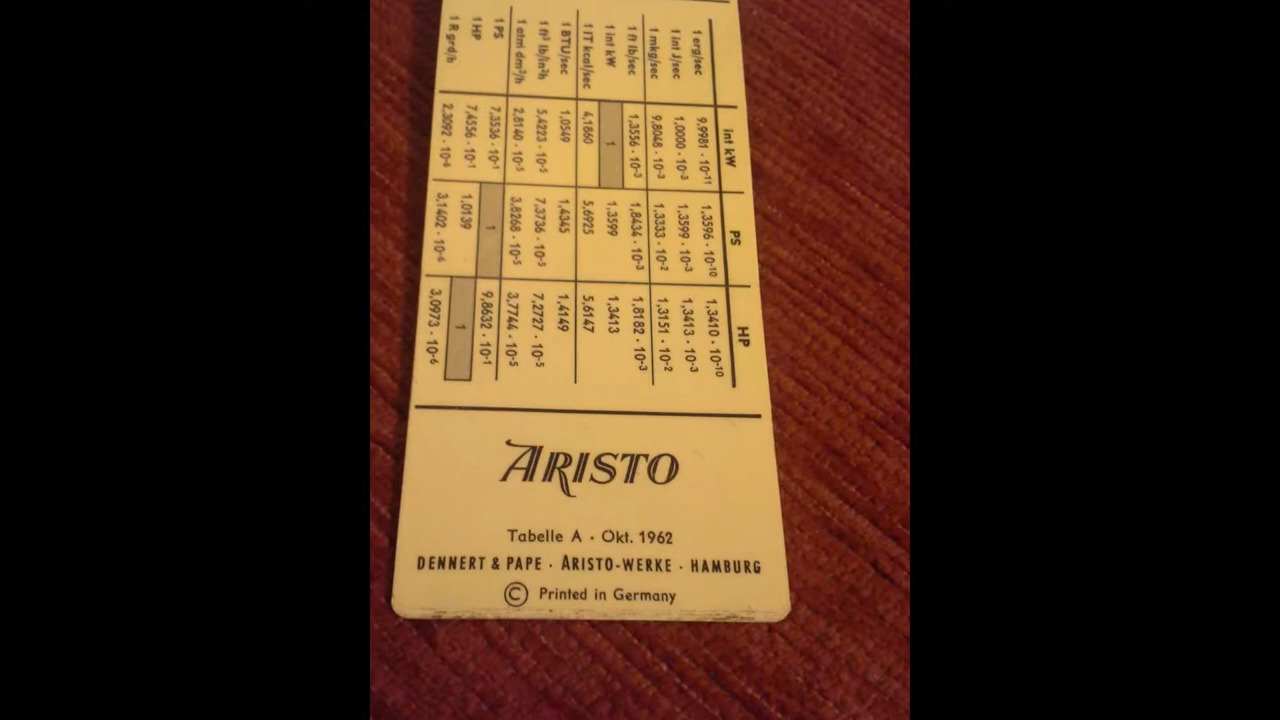 int kW PS HP
1 erg/sec 9,9981 · 10⁻¹¹ 1,3596 · 10⁻¹⁰ 1,3410 · 10⁻¹⁰
1 int J/sec 1,0000 · 10⁻³ 1,3599 · 10⁻³ 1,3413 · 10⁻³
1 mkg/sec 9,8048 · 10⁻³ 1,3333 · 10⁻² 1,3151 · 10⁻²
1 ft lb/sec 1,3556 · 10⁻³ 1,8434 · 10⁻³ 1,8182 · 10⁻³
1 int kW 1 1,3599 1,3413
1 IT kcal/sec 4,1860 5,6925 5,6147
1 BTU/sec 1,0549 1,4345 1,4149
1 ft³ lb/in²h 5,4223 · 10⁻⁵ 7,3736 · 10⁻⁵ 7,2727 · 10⁻⁵
1 atm dm³/h 2,8140 · 10⁻⁵ 3,8268 · 10⁻⁵ 3,7744 · 10⁻⁵
1 PS 7,3536 · 10⁻¹ 1 9,8632 · 10⁻¹
1 HP 7,4556 · 10⁻¹ 1,0139 1
1 R grd/h 2,3092 · 10⁻⁶ 3,1402 · 10⁻⁶ 3,0973 · 10⁻⁶
ARISTO
Tabelle A · Okt. 1962
DENNERT & PAPE · ARISTO-WERKE · HAMBURG
© Printed in Germany